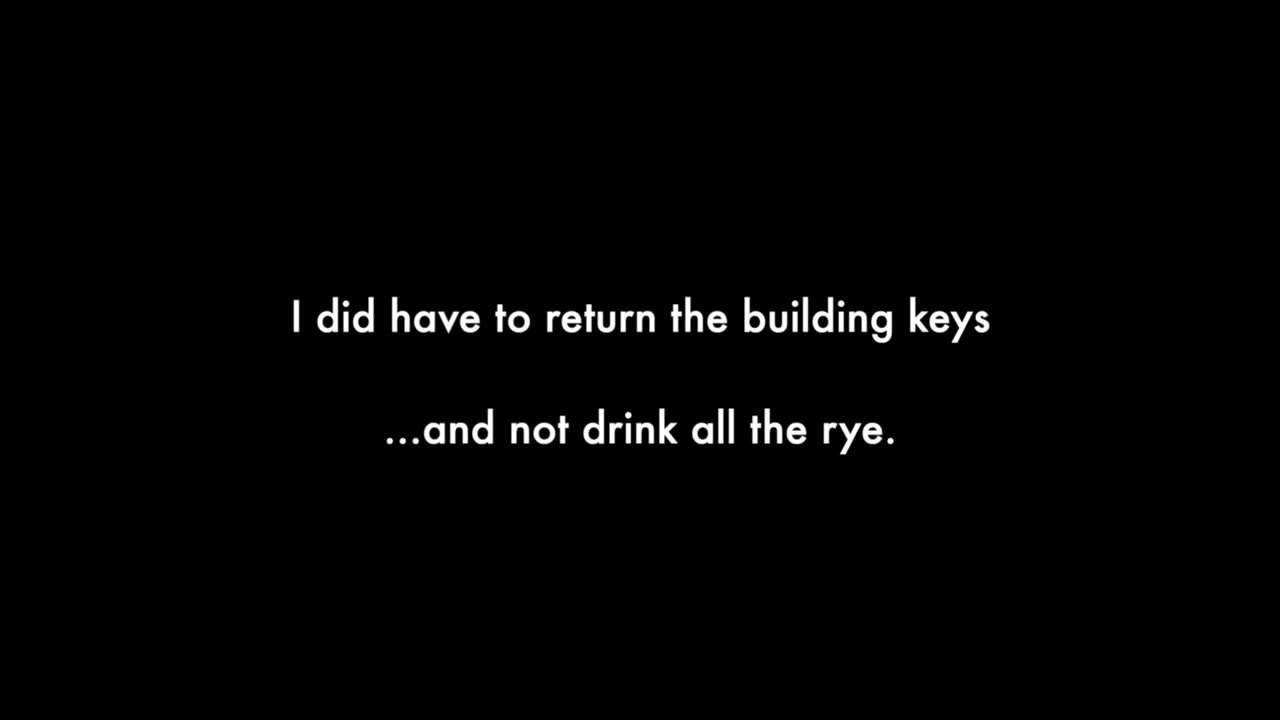 I did have to return the building keys
...and not drink all the rye.